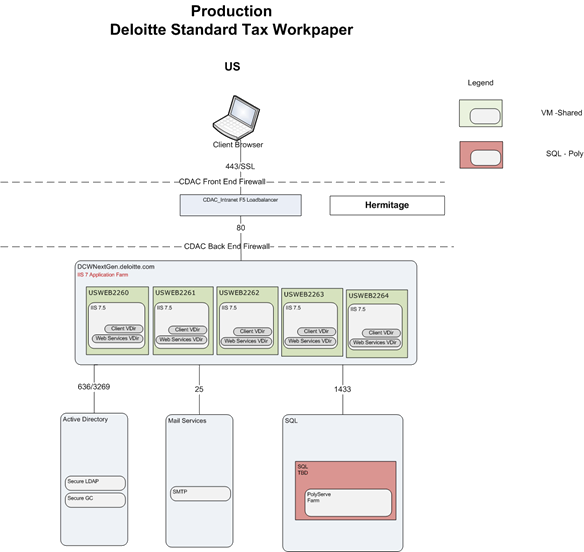 Production
Deloitte Standard Tax Workpaper
US
Legend
VM -Shared
SQL - Poly
Client Browser
443/SSL
CDAC Front End Firewall
CDAC_Intranet F5 Loadbalancer
Hermitage
80
CDAC Back End Firewall
DCWNextGen.deloitte.com
IIS 7 Application Farm
USWEB2260
IIS 7.5
Client VDir
Web Services VDir
USWEB2261
IIS 7.5
Client VDir
Web Services VDir
USWEB2262
IIS 7.5
Client VDir
Web Services VDir
USWEB2263
IIS 7.5
Client VDir
Web Services VDir
USWEB2264
IIS 7.5
Client VDir
Web Services VDir
636/3269
25
1433
Active Directory
Secure LDAP
Secure GC
Mail Services
SMTP
SQL
SQL
TBD
PolyServe
Farm